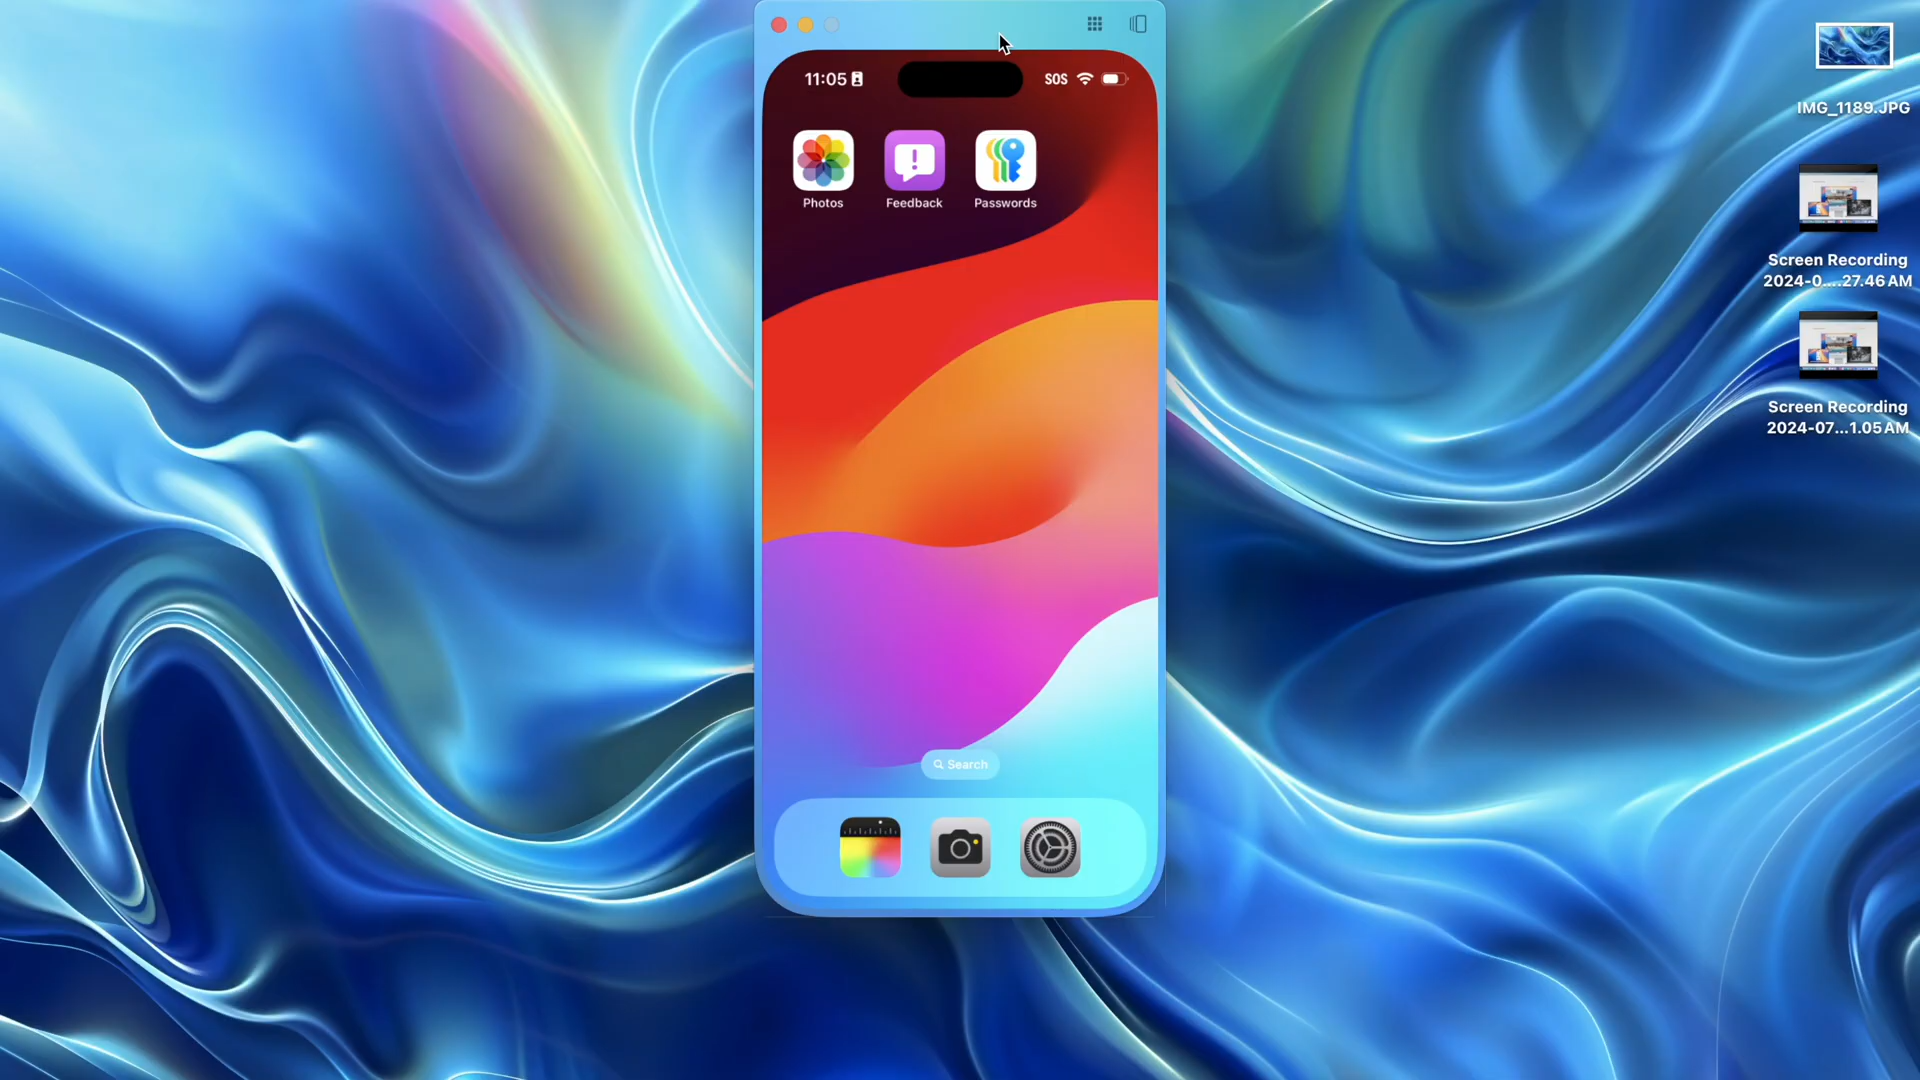 11:05
SOS
Photos
Feedback
Passwords
Search
IMG_1189.JPG
Screen Recording
2024-0....27.46 AM
Screen Recording
2024-07...1.05 AM